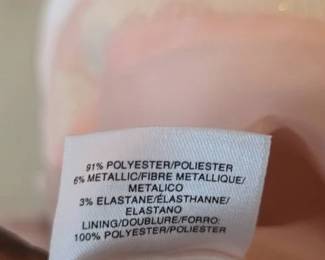 91% POLYESTER/POLIESTER
6% METALLIC/FIBRE METALLIQUE/
METALICO
3% ELASTANE/ÉLASTHANNE/
ELASTANO
LINING/DOUBLURE/FORRO:
100% POLYESTER/POLIESTER